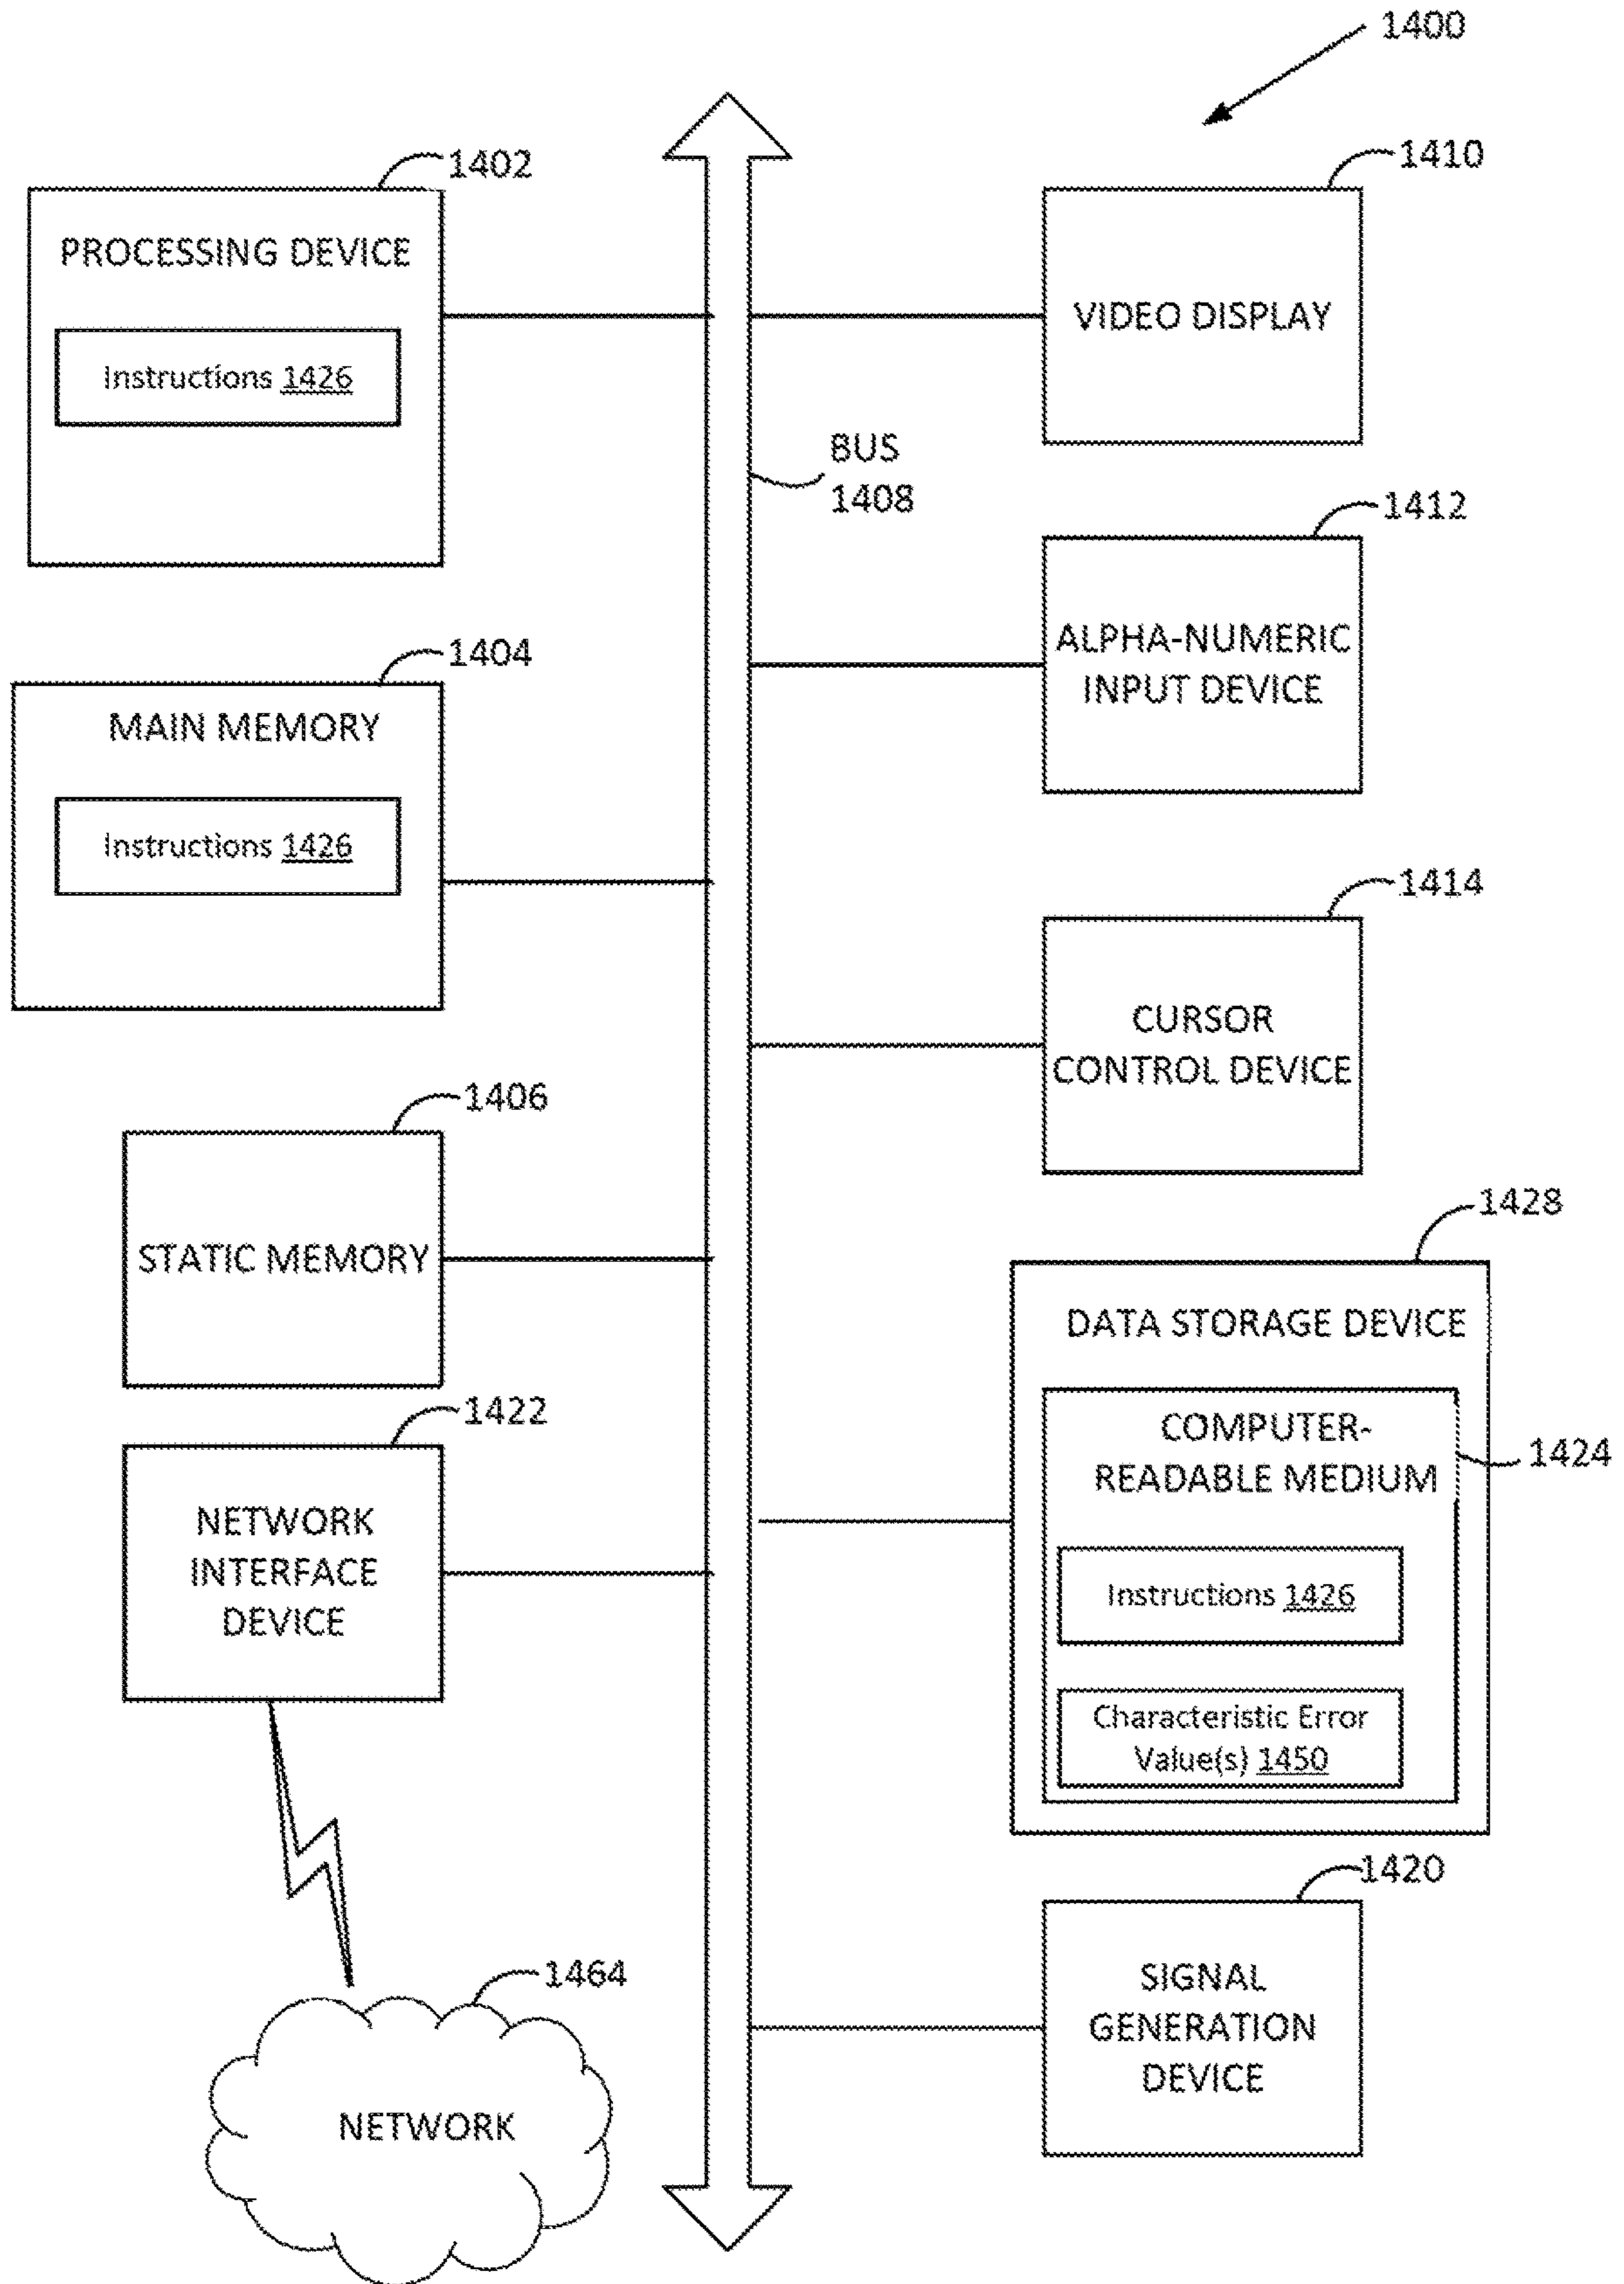 1400
1402
PROCESSING DEVICE
Instructions 1426
1404
MAIN MEMORY
Instructions 1426
1406
STATIC MEMORY
1422
NETWORK
INTERFACE
DEVICE
1464
NETWORK
BUS
1408
1410
VIDEO DISPLAY
1412
ALPHA-NUMERIC
INPUT DEVICE
1414
CURSOR
CONTROL DEVICE
1428
DATA STORAGE DEVICE
COMPUTER-
READABLE MEDIUM
1424
Instructions 1426
Characteristic Error
Value(s) 1450
1420
SIGNAL
GENERATION
DEVICE